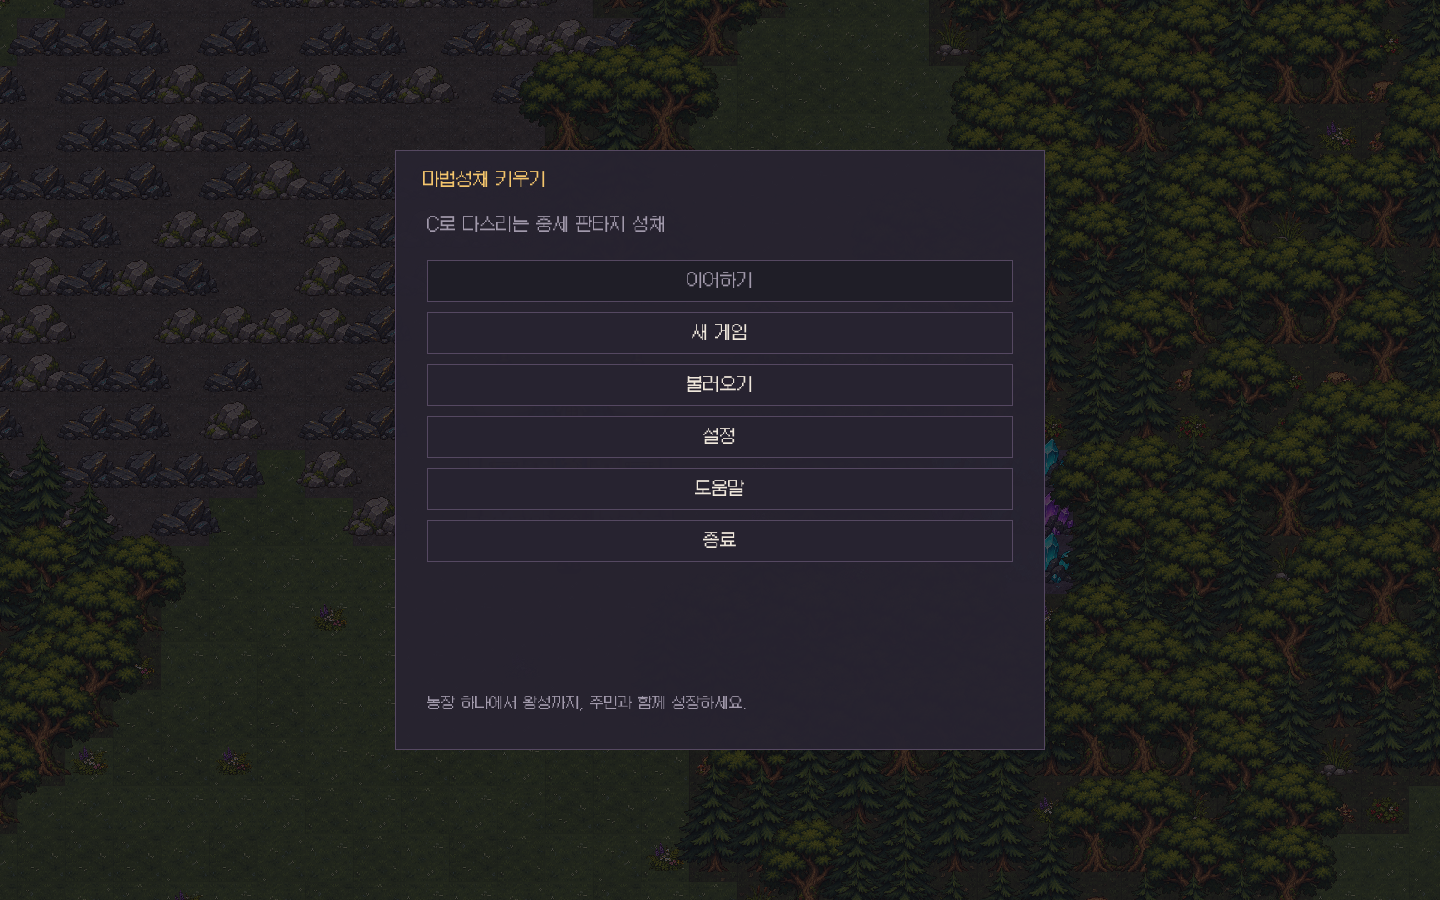 마법성채 키우기
C로 다스리는 중세 판타지 성채
이어하기
새 게임
불러오기
설정
도움말
종료
농장 하나에서 왕성까지, 주민과 함께 성장하세요.